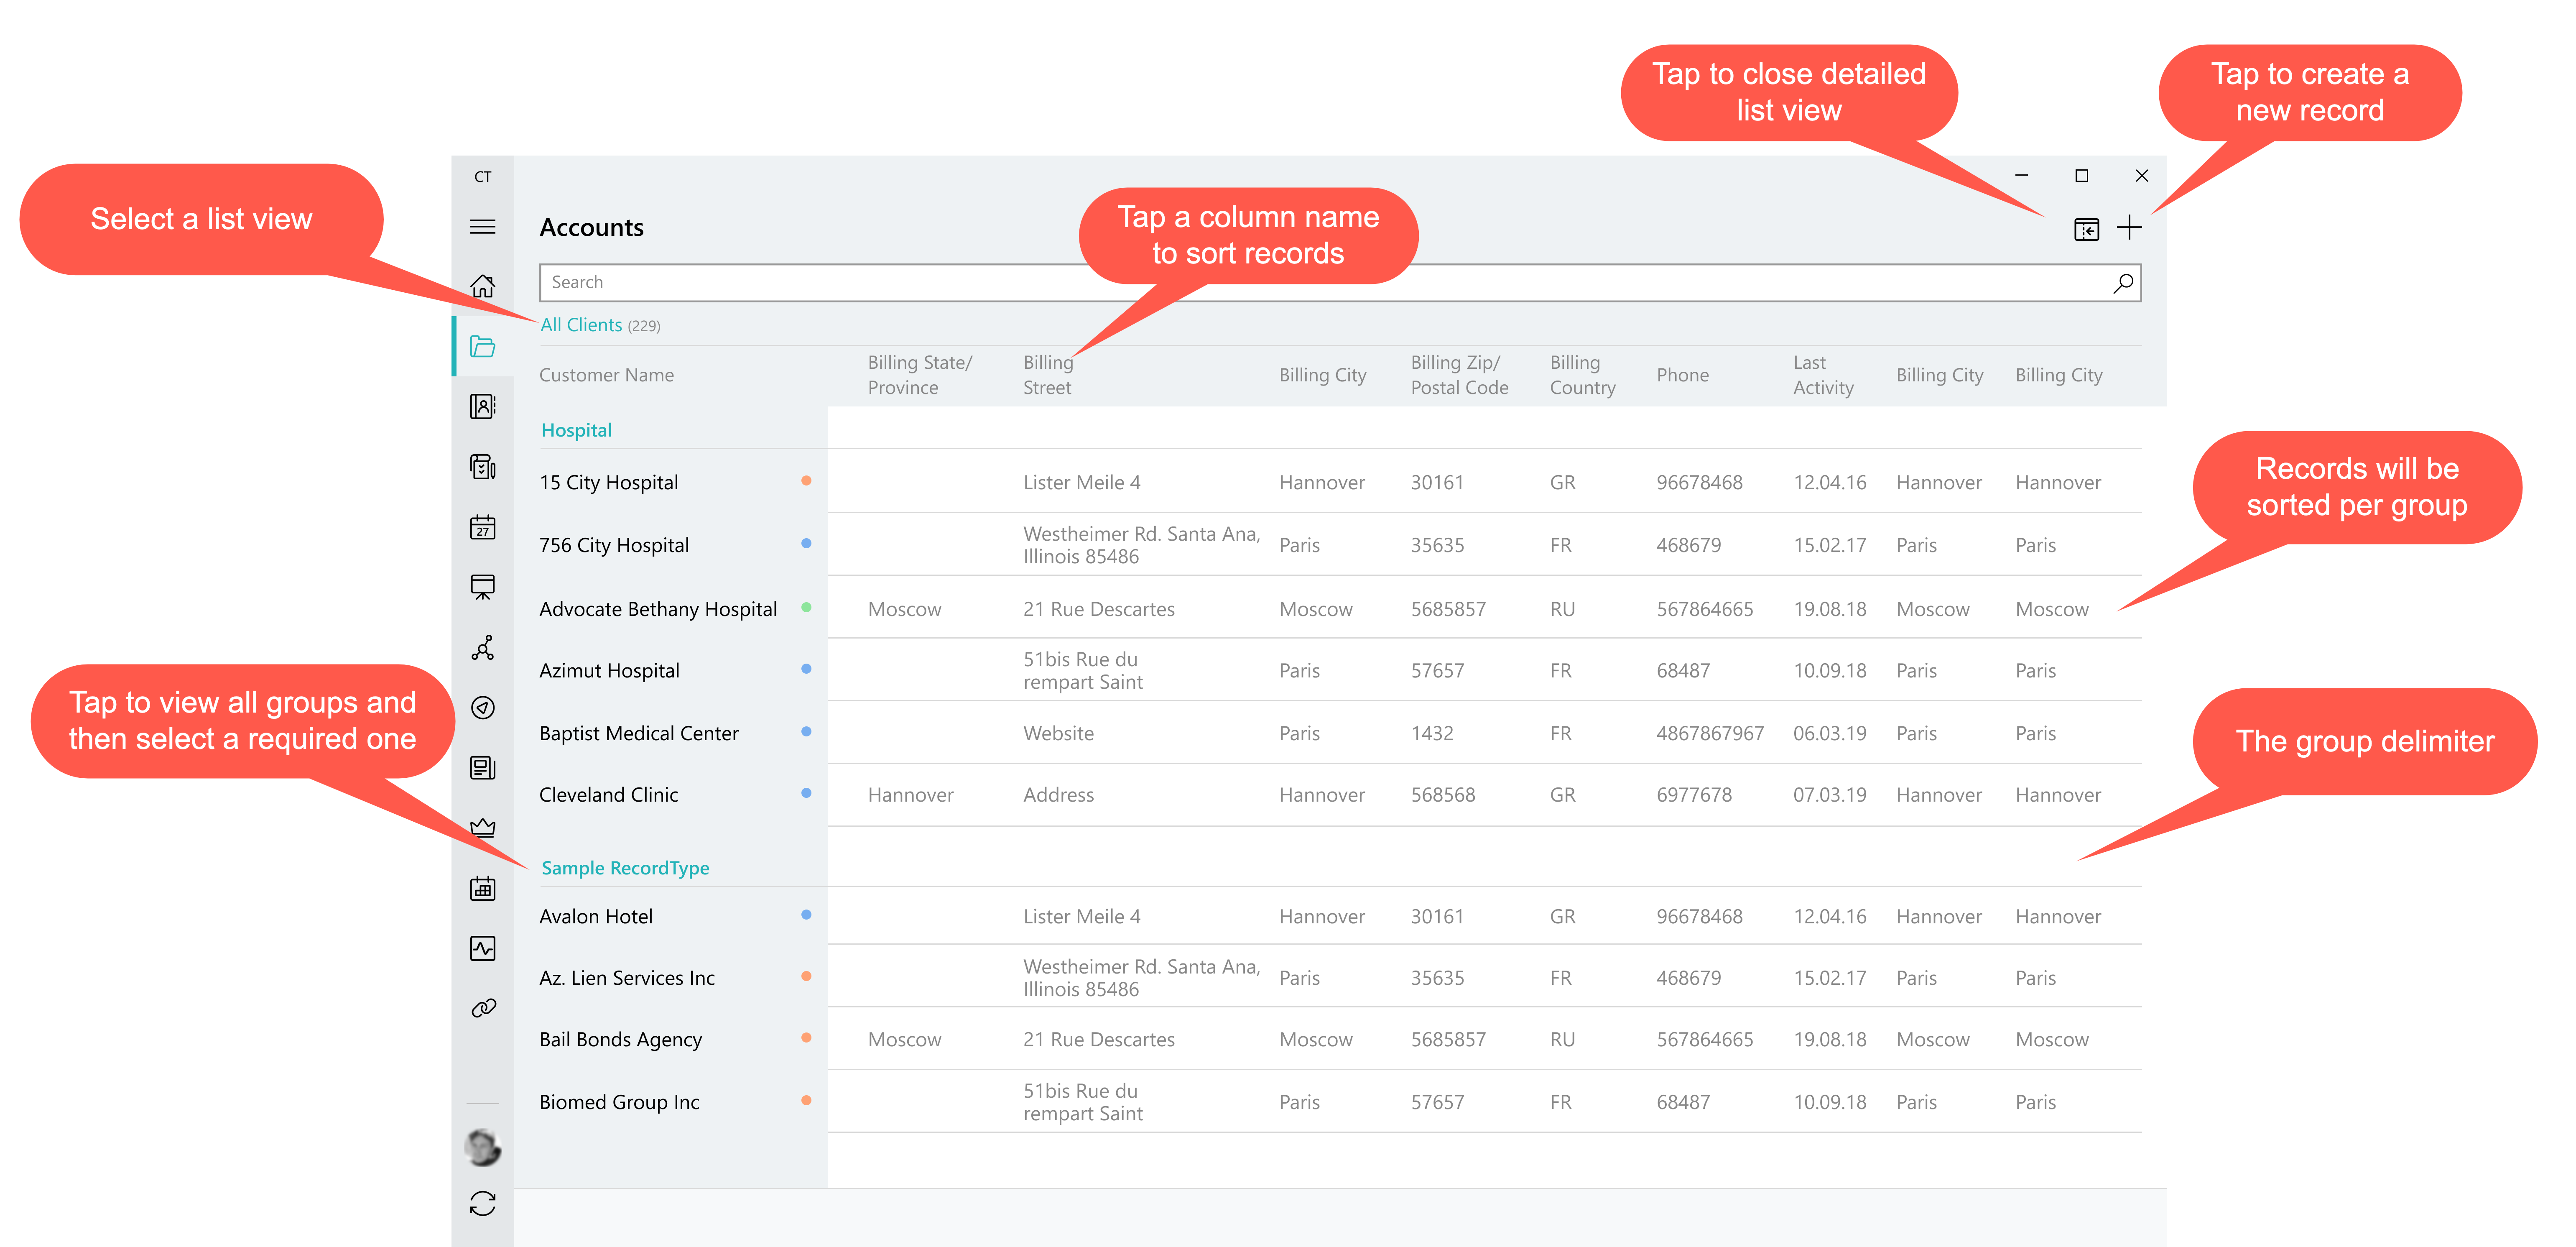 Tap to close detailed
list view
Tap to create a
new record
CT
Select a list view
Accounts
Tap a column name
to sort records
Search
All Clients (229)
Customer Name
Billing State/
Province
Billing
Street
Billing City
Billing Zip/
Postal Code
Billing
Country
Phone
Last
Activity
Billing City
Billing City
Hospital
15 City Hospital Lister Meile 4 Hannover 30161 GR 96678468 12.04.16 Hannover Hannover
Records will be
sorted per group
27
756 City Hospital
Westheimer Rd. Santa Ana,
Illinois 85486
Paris 35635 FR 468679 15.02.17 Paris Paris
Advocate Bethany Hospital Moscow 21 Rue Descartes Moscow 5685857 RU 567864665 19.08.18 Moscow Moscow
Azimut Hospital
51bis Rue du
rempart Saint
Paris 57657 FR 68487 10.09.18 Paris Paris
Tap to view all groups and
then select a required one
Baptist Medical Center Website Paris 1432 FR 4867867967 06.03.19 Paris Paris
The group delimiter
Cleveland Clinic Hannover Address Hannover 568568 GR 6977678 07.03.19 Hannover Hannover
Sample RecordType
Avalon Hotel Lister Meile 4 Hannover 30161 GR 96678468 12.04.16 Hannover Hannover
Az. Lien Services Inc
Westheimer Rd. Santa Ana,
Illinois 85486
Paris 35635 FR 468679 15.02.17 Paris Paris
Bail Bonds Agency Moscow 21 Rue Descartes Moscow 5685857 RU 567864665 19.08.18 Moscow Moscow
Biomed Group Inc
51bis Rue du
rempart Saint
Paris 57657 FR 68487 10.09.18 Paris Paris